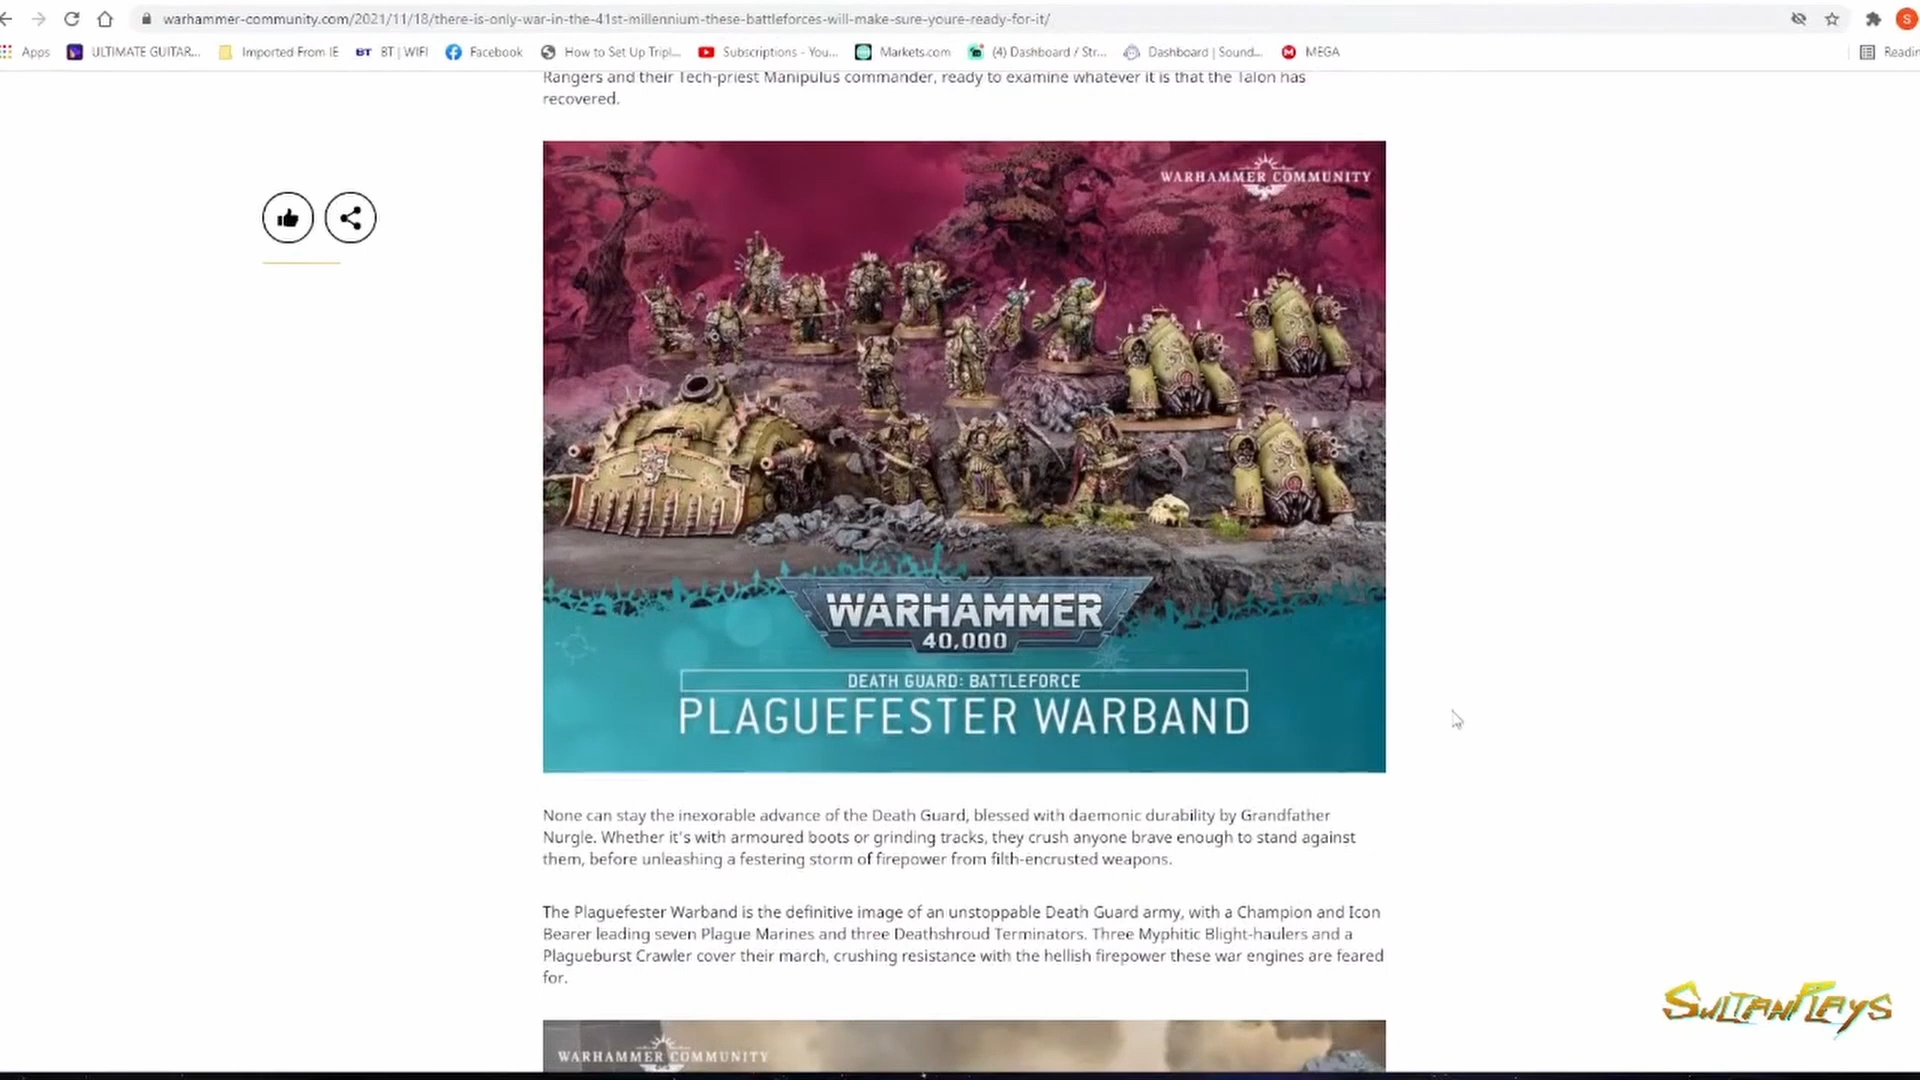 warhammer-community.com/2021/11/18/there-is-only-war-in-the-41st-millennium-these-battleforces-will-make-sure-youre-ready-for-it/
S
Apps ULTIMATE GUITAR... Imported From IE BT BT | WIFI Facebook How to Set Up Tripl... Subscriptions - You... Markets.com (4) Dashboard / Str... Dashboard | Sound... MEGA Readin
Rangers and their Tech-priest Manipulus commander, ready to examine whatever it is that the Talon has
recovered.
WARHAMMER COMMUNITY
WARHAMMER
40,000
DEATH GUARD: BATTLEFORCE
PLAGUEFESTER WARBAND
None can stay the inexorable advance of the Death Guard, blessed with daemonic durability by Grandfather
Nurgle. Whether it's with armoured boots or grinding tracks, they crush anyone brave enough to stand against
them, before unleashing a festering storm of firepower from filth-encrusted weapons.
The Plaguefester Warband is the definitive image of an unstoppable Death Guard army, with a Champion and Icon
Bearer leading seven Plague Marines and three Deathshroud Terminators. Three Myphitic Blight-haulers and a
Plagueburst Crawler cover their march, crushing resistance with the hellish firepower these war engines are feared
for.
WARHAMMER COMMUNITY
SULTANPLAYS